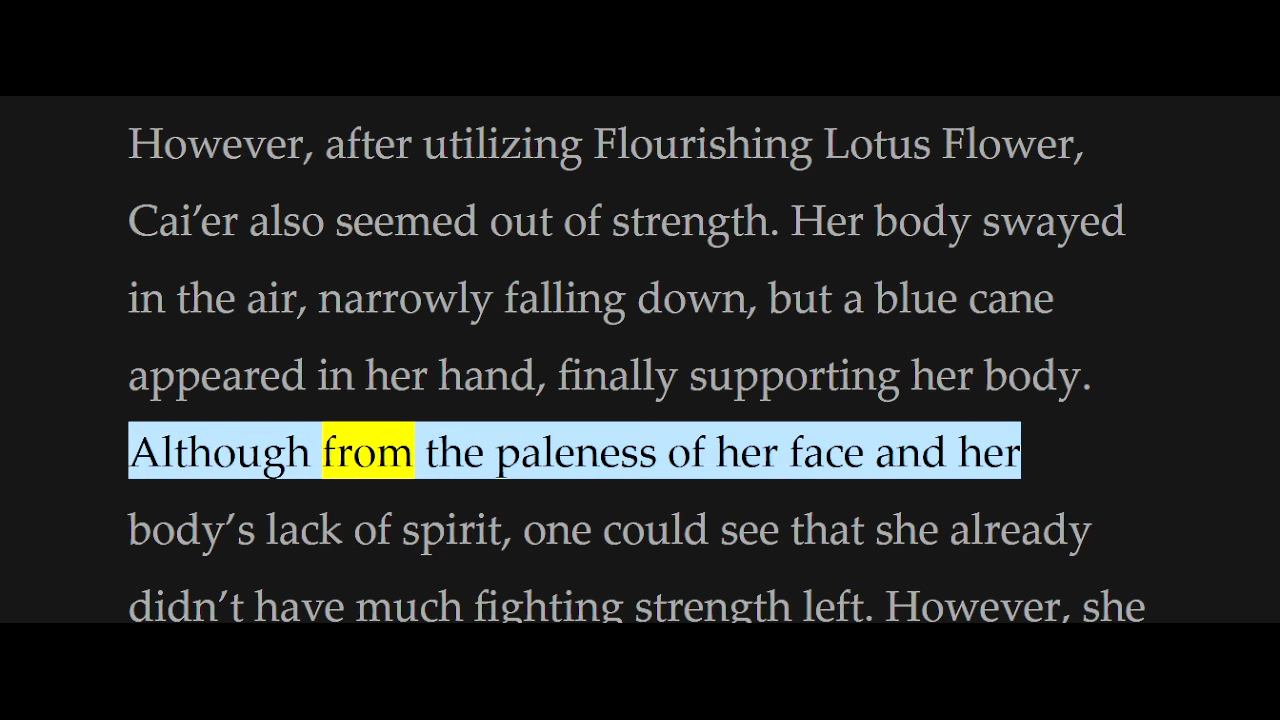 However, after utilizing Flourishing Lotus Flower,
Cai’er also seemed out of strength. Her body swayed
in the air, narrowly falling down, but a blue cane
appeared in her hand, finally supporting her body.
Although from the paleness of her face and her
body’s lack of spirit, one could see that she already
didn’t have much fighting strength left. However, she